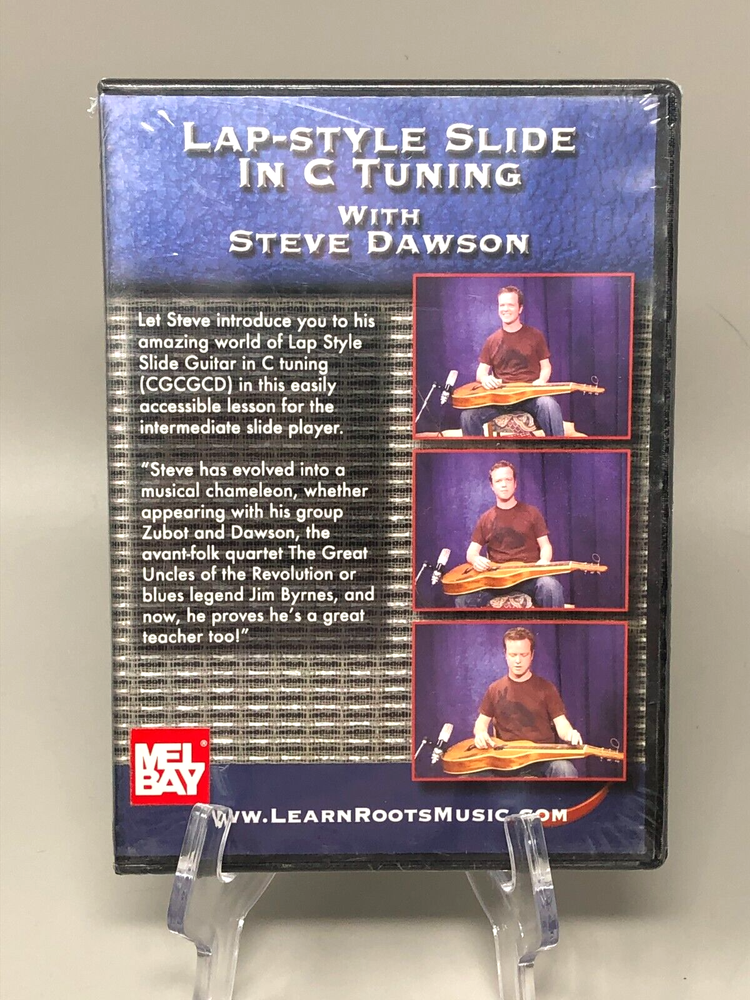 LAP-STYLE SLIDE
IN C TUNING
WITH
STEVE DAWSON
Let Steve introduce you to his
amazing world of Lap Style
Slide Guitar in C tuning
(CGCGCD) in this easily
accessible lesson for the
intermediate slide player.
“Steve has evolved into a
musical chameleon, whether
appearing with his group
Zubot and Dawson, the
avant-folk quartet The Great
Uncles of the Revolution or
blues legend Jim Byrnes, and
now, he proves he's a great
teacher too!”
MEL
BAY®
WWW.LEARNROOTSMUSIC.COM